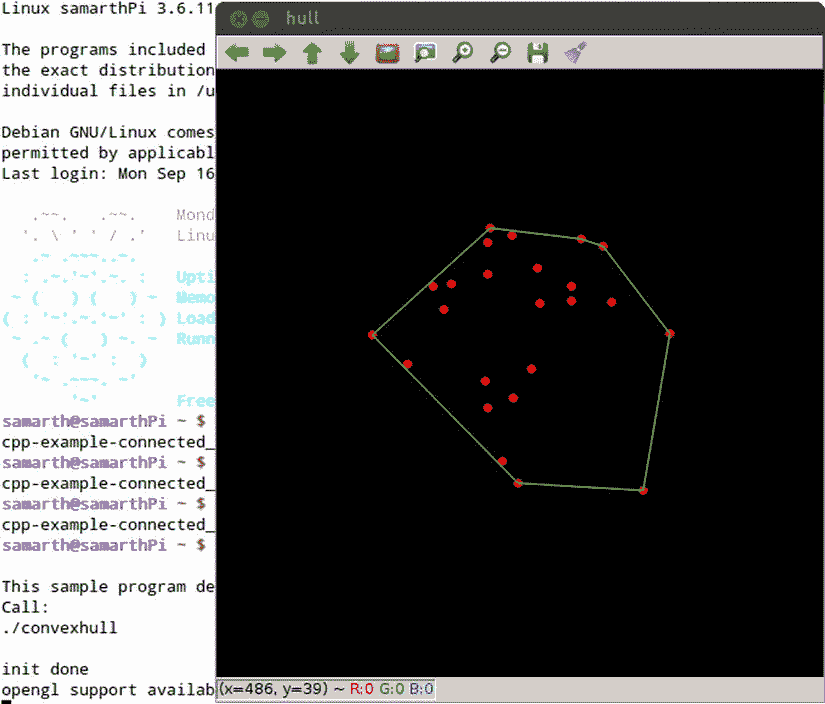 Linux samarthPi 3.6.11
hull
The programs included
the exact distribution
individual files in /u
Debian GNU/Linux comes
permitted by applicabl
Last login: Mon Sep 16
.~~. .~~. Mond
'. \ ' ' / .' Linu
.~ .~~~..~.
: .~.'~'.~. : Upti
~ ( ) ( ) ~ Memo
( : '~'.~.'~' : ) Load
~ .~ ( ) ~. ~ Runn
( : '~' : )
'~ .~~~. ~'
'~' Free
samarth@samarthPi ~ $
cpp-example-connected_
samarth@samarthPi ~ $
cpp-example-connected_
samarth@samarthPi ~ $
cpp-example-connected_
samarth@samarthPi ~ $
This sample program de
Call:
./convexhull
init done
opengl support availab
(x=486, y=39) ~ R:0 G:0 B:0